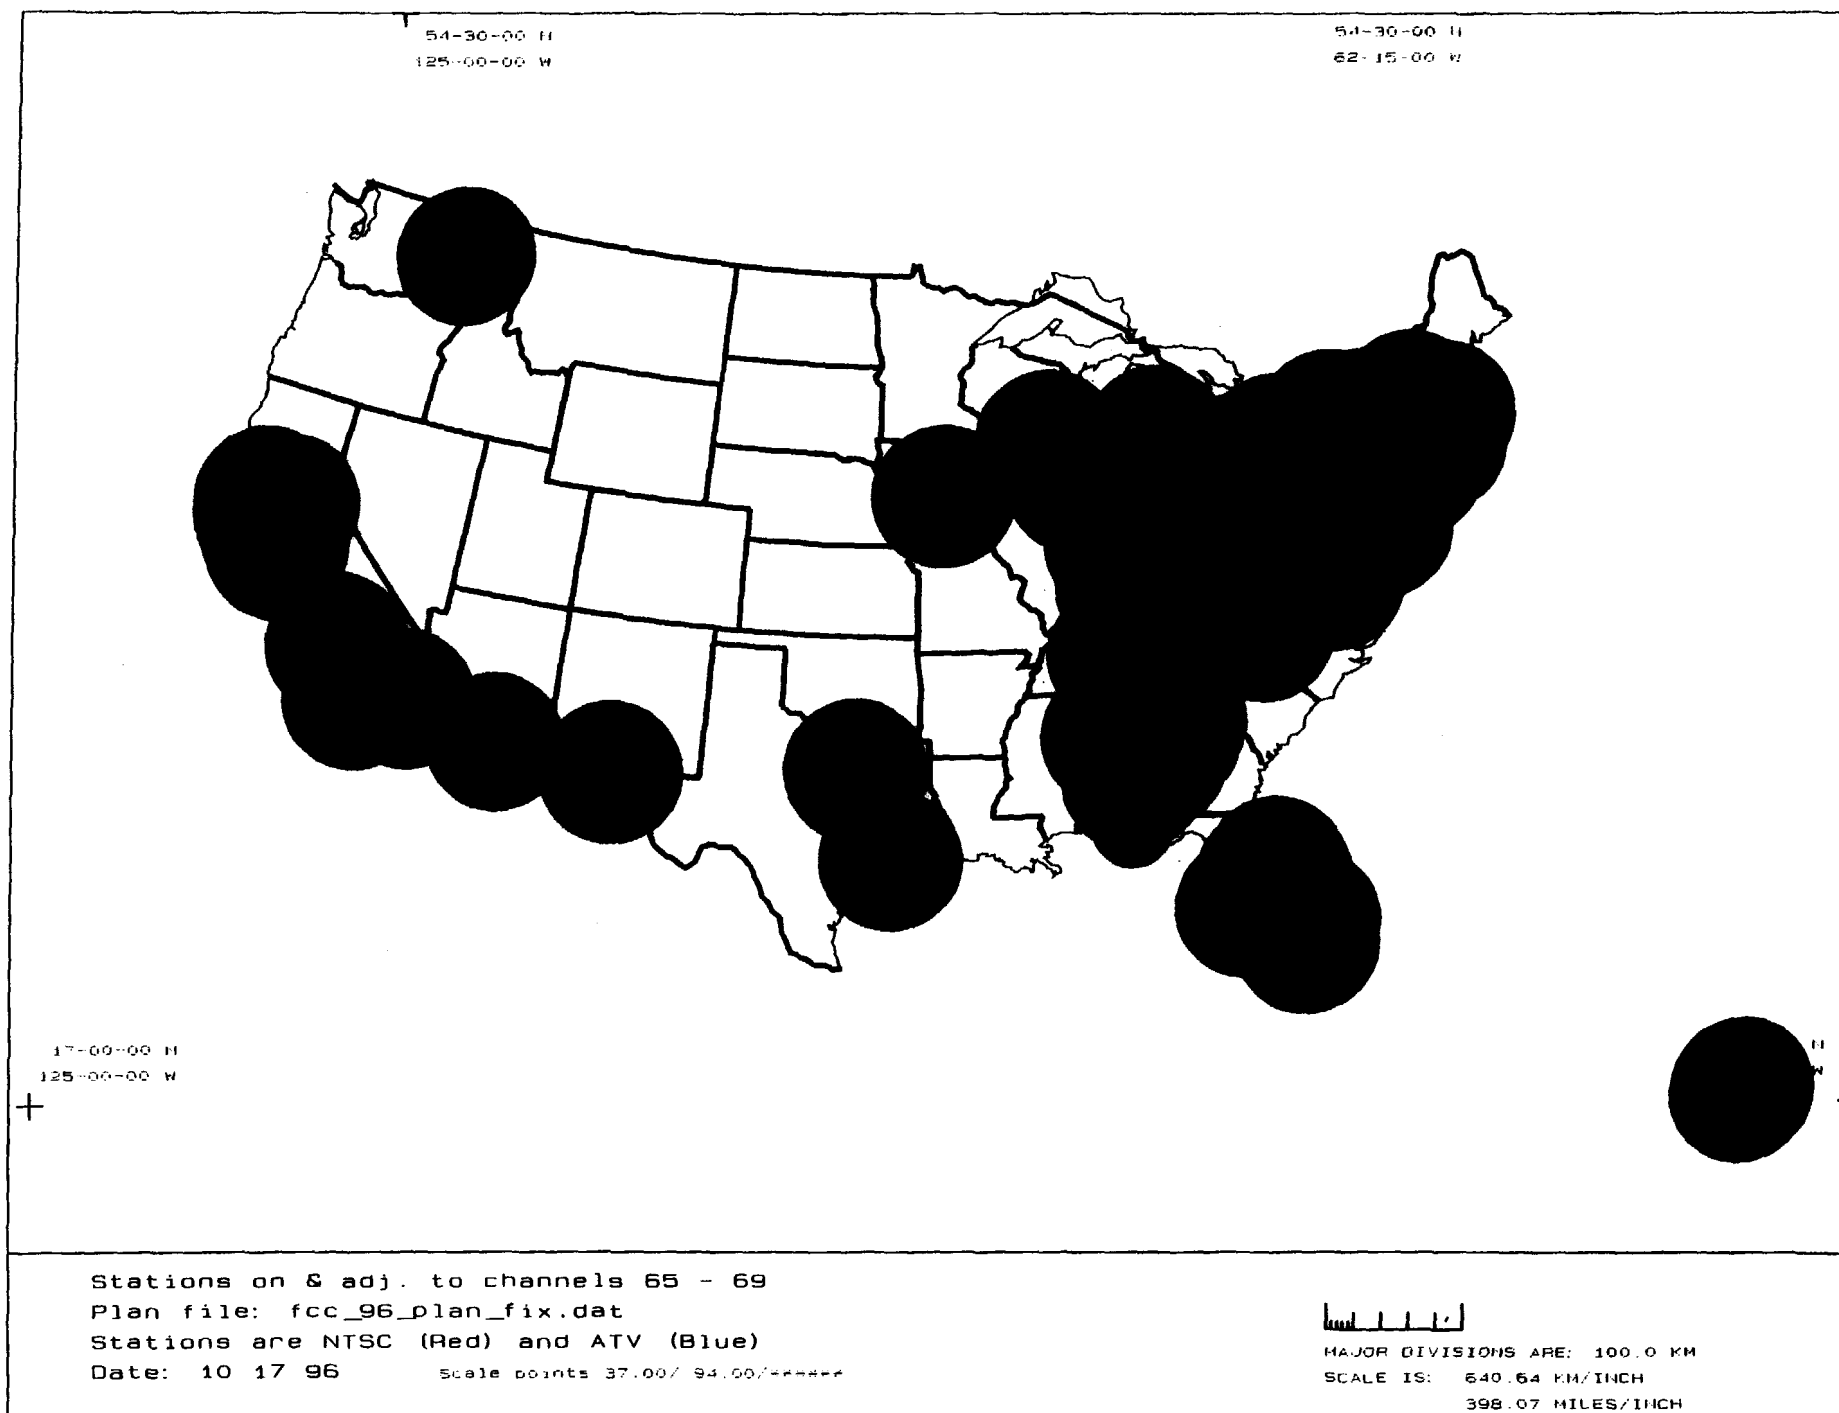 54-30-00 N
125-00-00 W
54-30-00 N
62-15-00 W
17-00-00 N
125-00-00 W
N
W
Stations on & adj. to channels 65 - 69
Plan file: fcc_96_plan_fix.dat
Stations are NTSC (Red) and ATV (Blue)
Date: 10 17 96 Scale points 37.00/ 94.00/******
MAJOR DIVISIONS ARE: 100.0 KM
SCALE IS: 640.64 KM/INCH
398.07 MILES/INCH